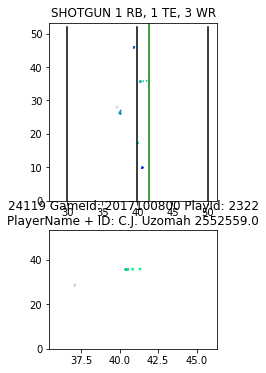 SHOTGUN 1 RB, 1 TE, 3 WR
50
40
30
20
10
0
30 35 40 45 50
24119 GameId: 2017100800 PlayId: 2322
PlayerName + ID: C.J. Uzomah 2552559.0
40
20
0
37.5 40.0 42.5 45.0